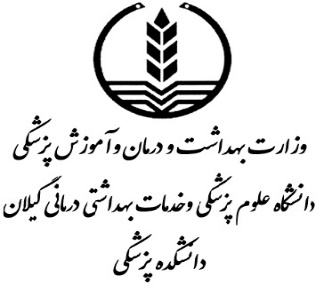 وزارت بهداشت و درمان و آموزش پزشکی
دانشگاه علوم پزشکی و خدمات بهداشتی درمانی گیلان
دانشکده پزشکی